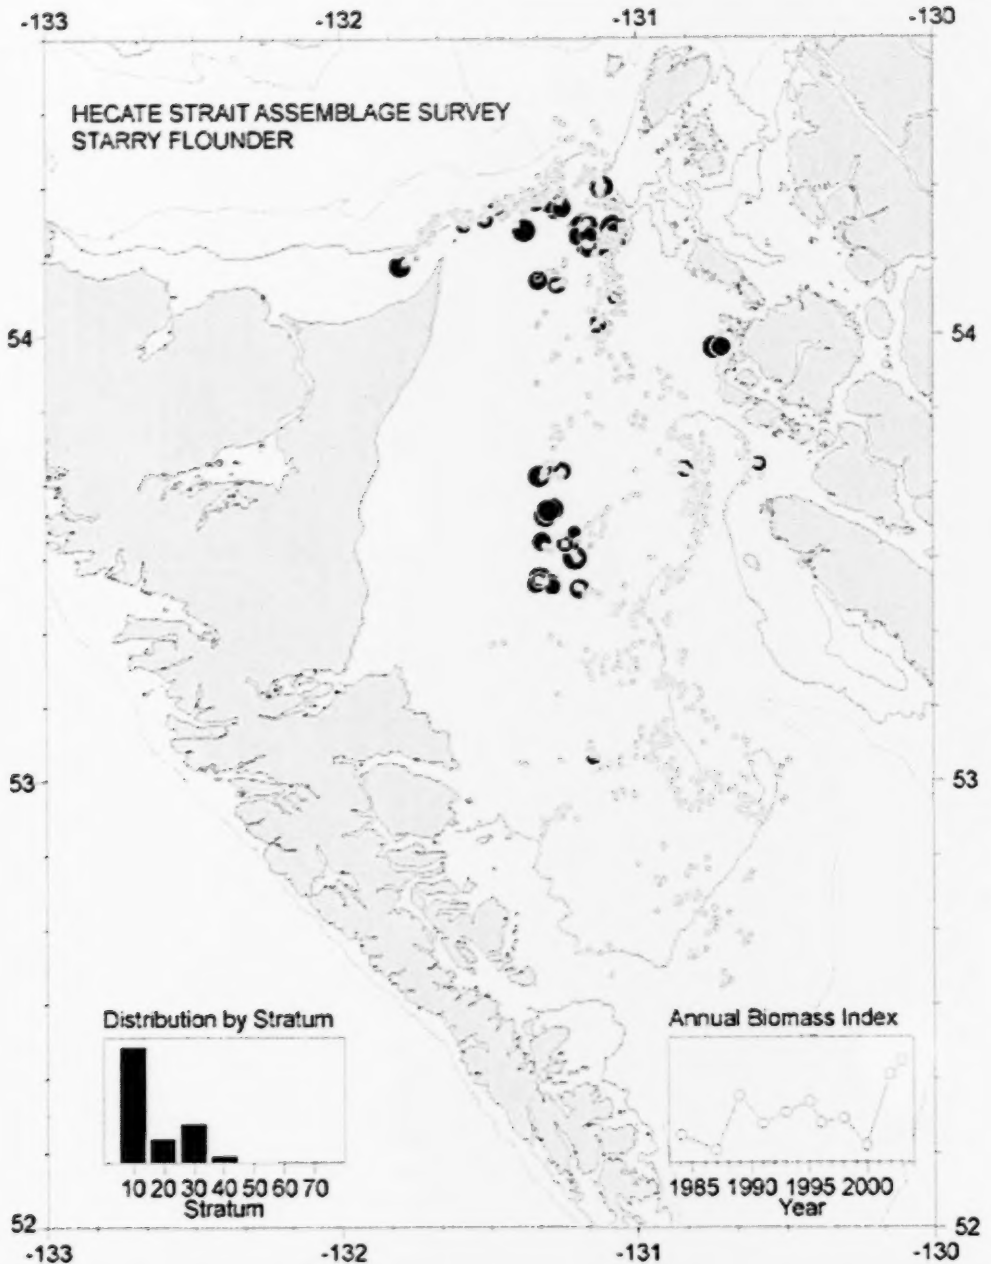 -133 -132 -131 -130
HECATE STRAIT ASSEMBLAGE SURVEY
STARRY FLOUNDER
54 54
53 53
Distribution by Stratum
10 20 30 40 50 60 70
Stratum
Annual Biomass Index
1985 1990 1995 2000
Year
52 52
-133 -132 -131 -130